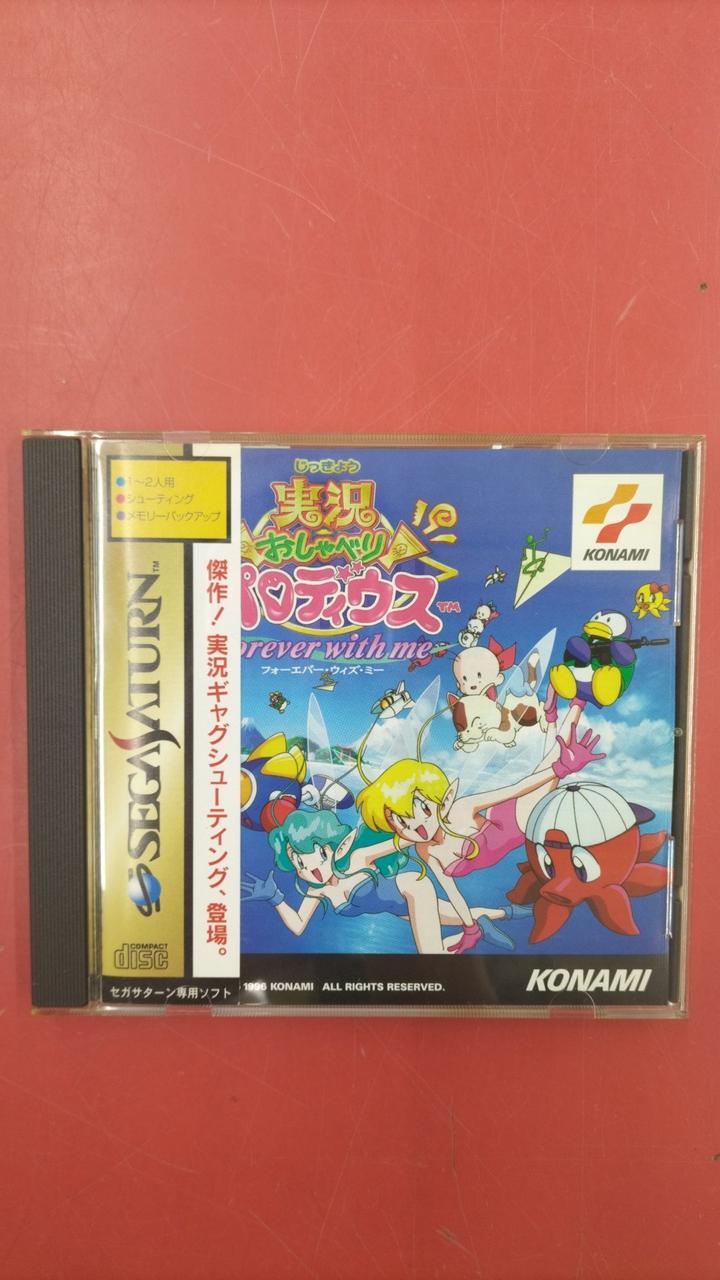 1〜2人用
シューティング
メモリーバックアップ
SEGA SATURN™
COMPACT
disc
セガサターン専用ソフト
傑作！実況ギャグシューティング、登場。
じっきょう
実況
おしゃべり
パロディウス™
orever with me
フォーエバー・ウィズ・ミー
KONAMI
1996 KONAMI ALL RIGHTS RESERVED.
KONAMI